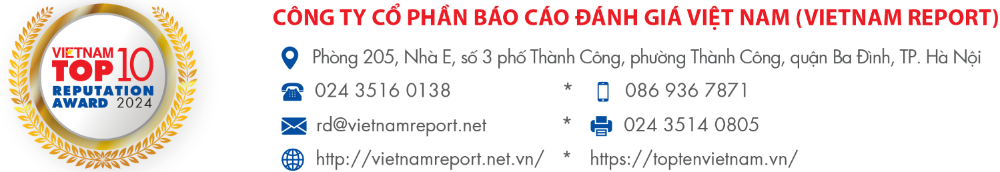 VIETNAM
TOP 10
REPUTATION
AWARD 2024
CÔNG TY CỔ PHẦN BÁO CÁO ĐÁNH GIÁ VIỆT NAM (VIETNAM REPORT)
Phòng 205, Nhà E, số 3 phố Thành Công, phường Thành Công, quận Ba Đình, TP. Hà Nội
024 3516 0138 * 086 936 7871
rd@vietnamreport.net * 024 3514 0805
http://vietnamreport.net.vn/ * https://toptenvietnam.vn/